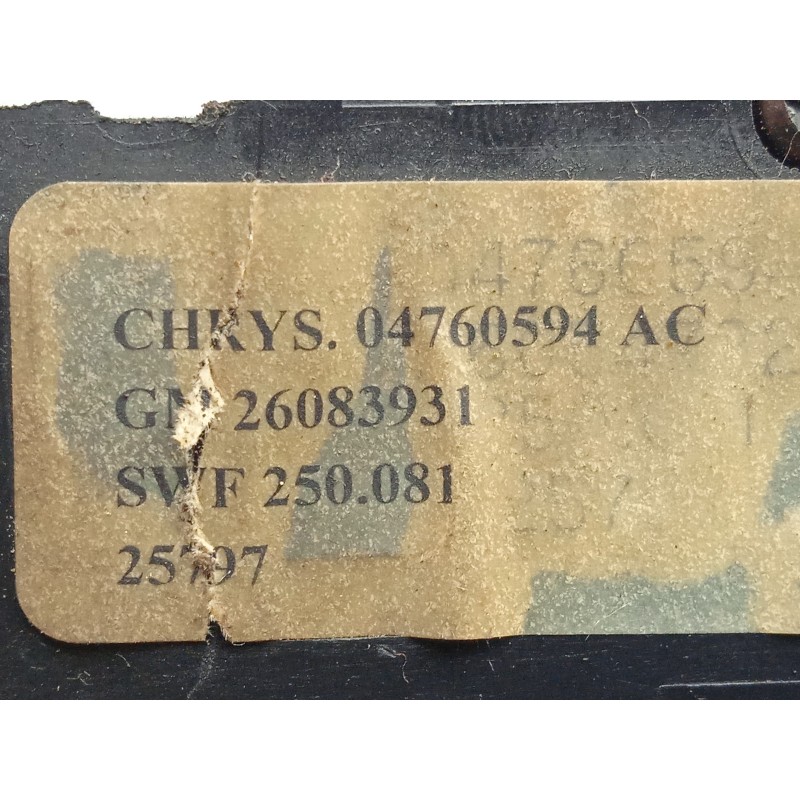 CHRYS. 04760594 AC
GM 26083931
SWF 250.081
25797